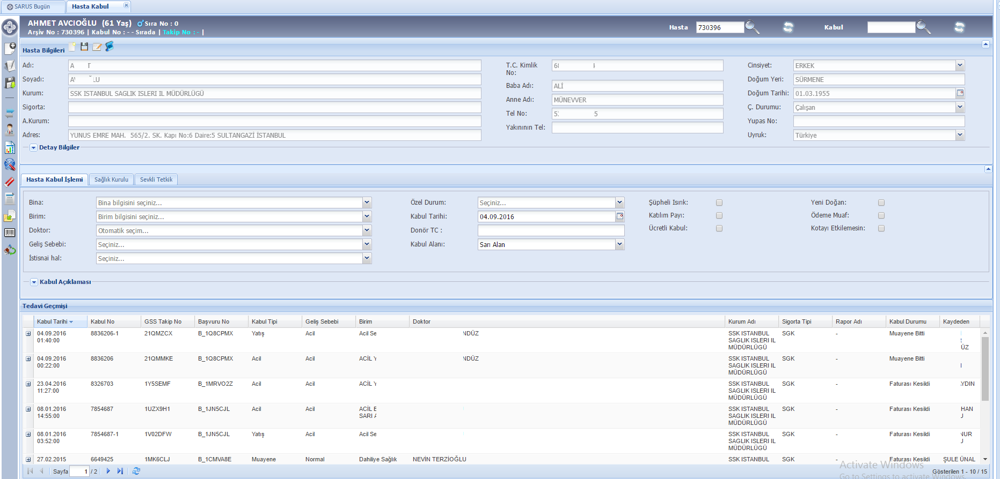 SARUS Bugün
Hasta Kabul
AHMET AVCIOĞLU (61 Yaş) Sıra No : 0
Arşiv No : 730396 | Kabul No : - - Sırada | Takip No : - |
Hasta 730396 Kabul
Hasta Bilgileri
Adı: A T
Soyadı: LU
Kurum: SSK ISTANBUL SAGLIK ISLERI IL MÜDÜRLÜGÜ
Sigorta:
A.Kurum:
Adres: YUNUS EMRE MAH. 565/2. SK. Kapı No:6 Daire:5 SULTANGAZİ İSTANBUL
T.C. Kimlik
No:
Baba Adı: ALİ
Anne Adı: MÜNEVVER
Tel No: 5 5
Yakınının Tel:
Cinsiyet: ERKEK
Doğum Yeri: SÜRMENE
Doğum Tarihi: 01.03.1955
Ç. Durumu: Çalışan
Yupas No:
Uyruk: Türkiye
Detay Bilgiler
Hasta Kabul İşlemi Sağlık Kurulu Sevkli Tetkik
Bina: Bina bilgisini seçiniz...
Birim: Birim bilgisini seçiniz...
Doktor: Otomatik seçim...
Geliş Sebebi: Seçiniz...
İstisnai hal: Seçiniz...
Özel Durum: Seçiniz...
Kabul Tarihi: 04.09.2016
Donör TC :
Kabul Alanı: Sarı Alan
Şüpheli Isırık:
Katılım Payı:
Ücretli Kabul:
Yeni Doğan:
Ödeme Muaf:
Kotayı Etkilemesin:
Kabul Açıklaması
Tedavi Geçmişi
Kabul Tarihi Kabul No GSS Takip No Başvuru No Kabul Tipi Geliş Sebebi Birim Doktor Kurum Adı Sigorta Tipi Rapor Adı Kabul Durumu Kaydeden
04.09.2016 8836206-1 21QMZCX B_1Q8CPMX Yatış Acil Acil Se NDÜZ SSK ISTANBUL SGK - Muayene Bitti
01:40:00 SAGLIK ISLERI IL
MÜDÜRLÜGÜ ÜZ
04.09.2016 8836206 21QMMKE B_1Q8CPMX Acil Acil ACİL Y NDÜZ SSK ISTANBUL SGK - Muayene Bitti
00:22:00 SAGLIK ISLERI IL
MÜDÜRLÜGÜ
23.04.2016 8326703 1Y5SEMF B_1MRVO2Z Acil Acil ACİL Y SSK ISTANBUL SGK - Faturası Kesildi YDIN
11:27:00 SAGLIK ISLERI IL
MÜDÜRLÜGÜ
08.01.2016 7854687 1UZX9H1 B_1JN5CJL Acil Acil ACİL E SSK ISTANBUL SGK - Faturası Kesildi HAN
14:55:00 SARI A SAGLIK ISLERI IL
MÜDÜRLÜGÜ
08.01.2016 7854687-1 1V02DFW B_1JN5CJL Yatış Acil Acil Se SSK ISTANBUL SGK - Faturası Kesildi NUR
03:52:00 SAGLIK ISLERI IL
MÜDÜRLÜGÜ
27.02.2015 6649425 1MK6CLJ B_1CMVA8E Muayene Normal Dahiliye Sağlık NEVİN TERZİOĞLU SSK ISTANBUL SGK - Faturası Kesildi ŞULE ÜNAL
Activate Windows
Go to Settings to activate Windows
Sayfa 1 / 2 Gösterilen 1 - 10 / 15